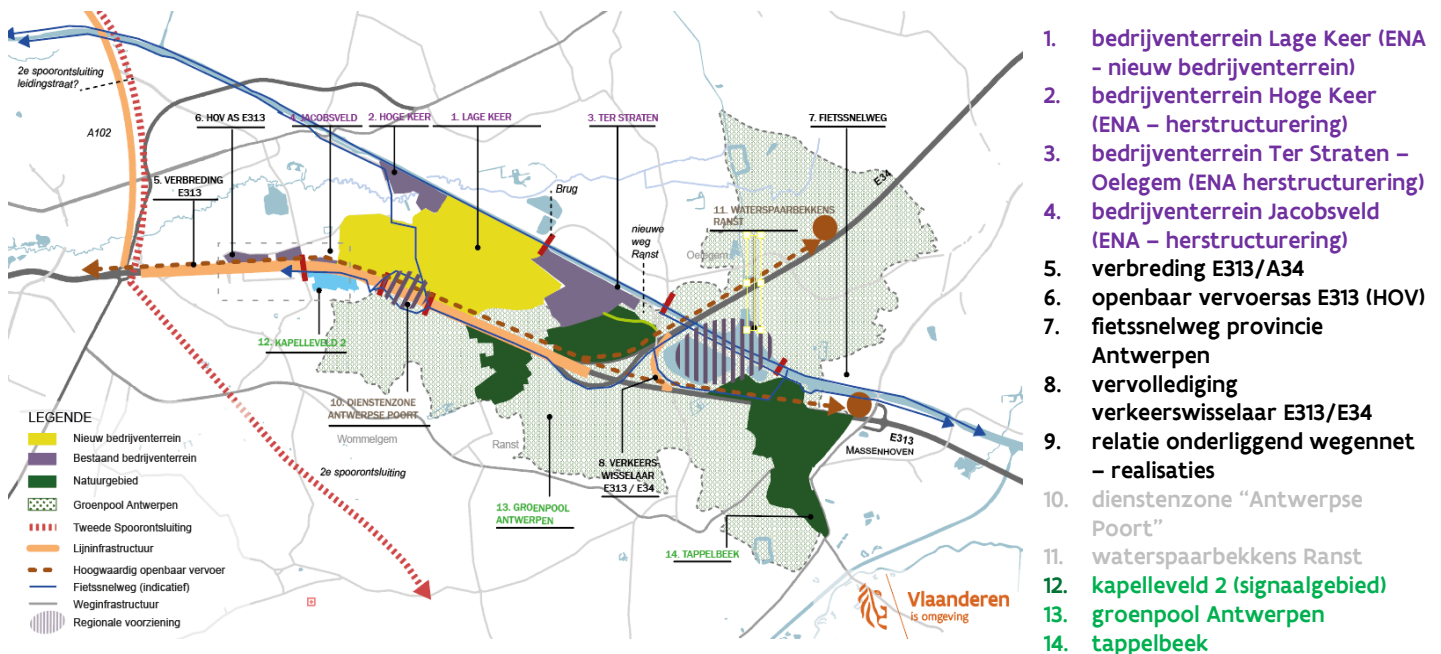 2e spoorontsluiting
leidingstraat?
A102
6. HOV AS E313
4. JACOBSVELD
2. HOGE KEER
1. LAGE KEER
3. TER STRATEN
7. FIETSSNELWEG
5. VERBREDING
E313
Brug
E34
11. WATERSPAARBEKKENS
RANST
nieuwe
weg
Ranst
Oelegem
12. KAPELLEVELD 2
10. DIENSTENZONE
ANTWERPSE POORT
Wommelgem
Ranst
2e spoorontsluiting
8. VERKEERS-
WISSELAAR
E313 / E34
E313
MASSENHOVEN
13. GROENPOOL
ANTWERPEN
14. TAPPELBEEK
LEGENDE
Nieuw bedrijventerrein
Bestaand bedrijventerrein
Natuurgebied
Groenpool Antwerpen
Tweede Spoorontsluiting
Lijninfrastructuur
Hoogwaardig openbaar vervoer
Fietssnelweg (indicatief)
Weginfrastructuur
Regionale voorziening
Vlaanderen
is omgeving
1. bedrijventerrein Lage Keer (ENA
- nieuw bedrijventerrein)
2. bedrijventerrein Hoge Keer
(ENA – herstructurering)
3. bedrijventerrein Ter Straten –
Oelegem (ENA herstructurering)
4. bedrijventerrein Jacobsveld
(ENA – herstructurering)
5. verbreding E313/A34
6. openbaar vervoersas E313 (HOV)
7. fietssnelweg provincie
Antwerpen
8. vervollediging
verkeerswisselaar E313/E34
9. relatie onderliggend wegennet
– realisaties
10. dienstenzone “Antwerpse
Poort”
11. waterspaarbekkens Ranst
12. kapelleveld 2 (signaalgebied)
13. groenpool Antwerpen
14. tappelbeek